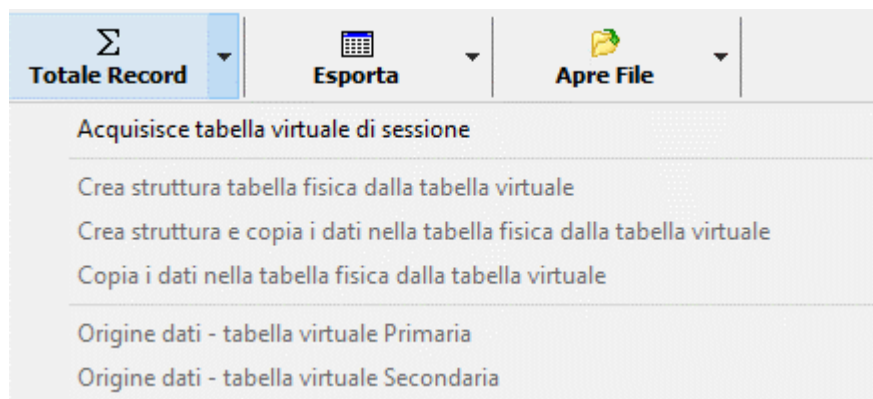 Σ
Totale Record
Esporta
Apre File
Acquisisce tabella virtuale di sessione
Crea struttura tabella fisica dalla tabella virtuale
Crea struttura e copia i dati nella tabella fisica dalla tabella virtuale
Copia i dati nella tabella fisica dalla tabella virtuale
Origine dati - tabella virtuale Primaria
Origine dati - tabella virtuale Secondaria